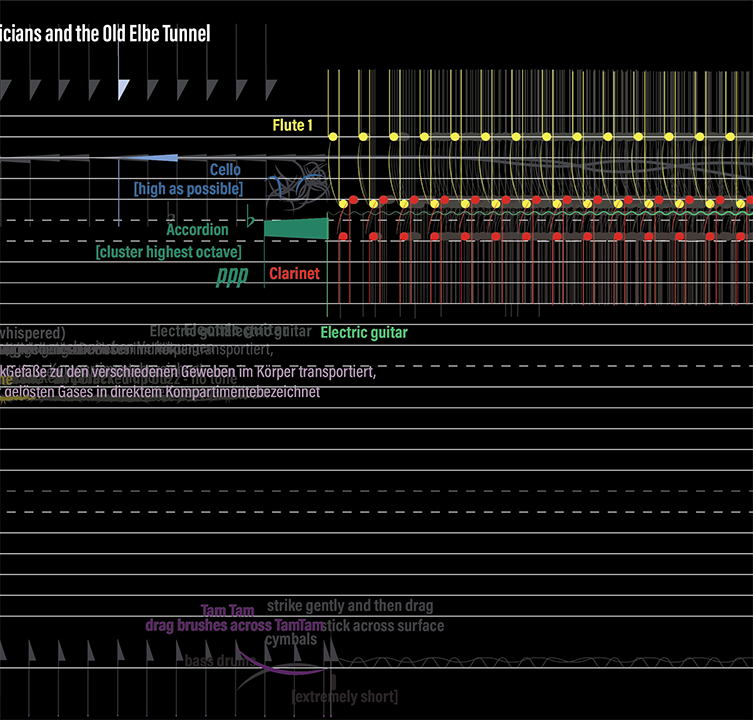 icians and the Old Elbe Tunnel
Flute 1
Cello
[high as possible]
Accordion
[cluster highest octave]
ppp
Clarinet
whispered)
Electric guitar
Electric guitar
transportiert,
kGefäße zu den verschiedenen Geweben im Körper transportiert,
no tone
gelösten Gases in direktem Kompartimentebezeichnet
Tam Tam
strike gently and then drag
drag brushes across TamTam
stick across surface
cymbals
bass drum
[extremely short]